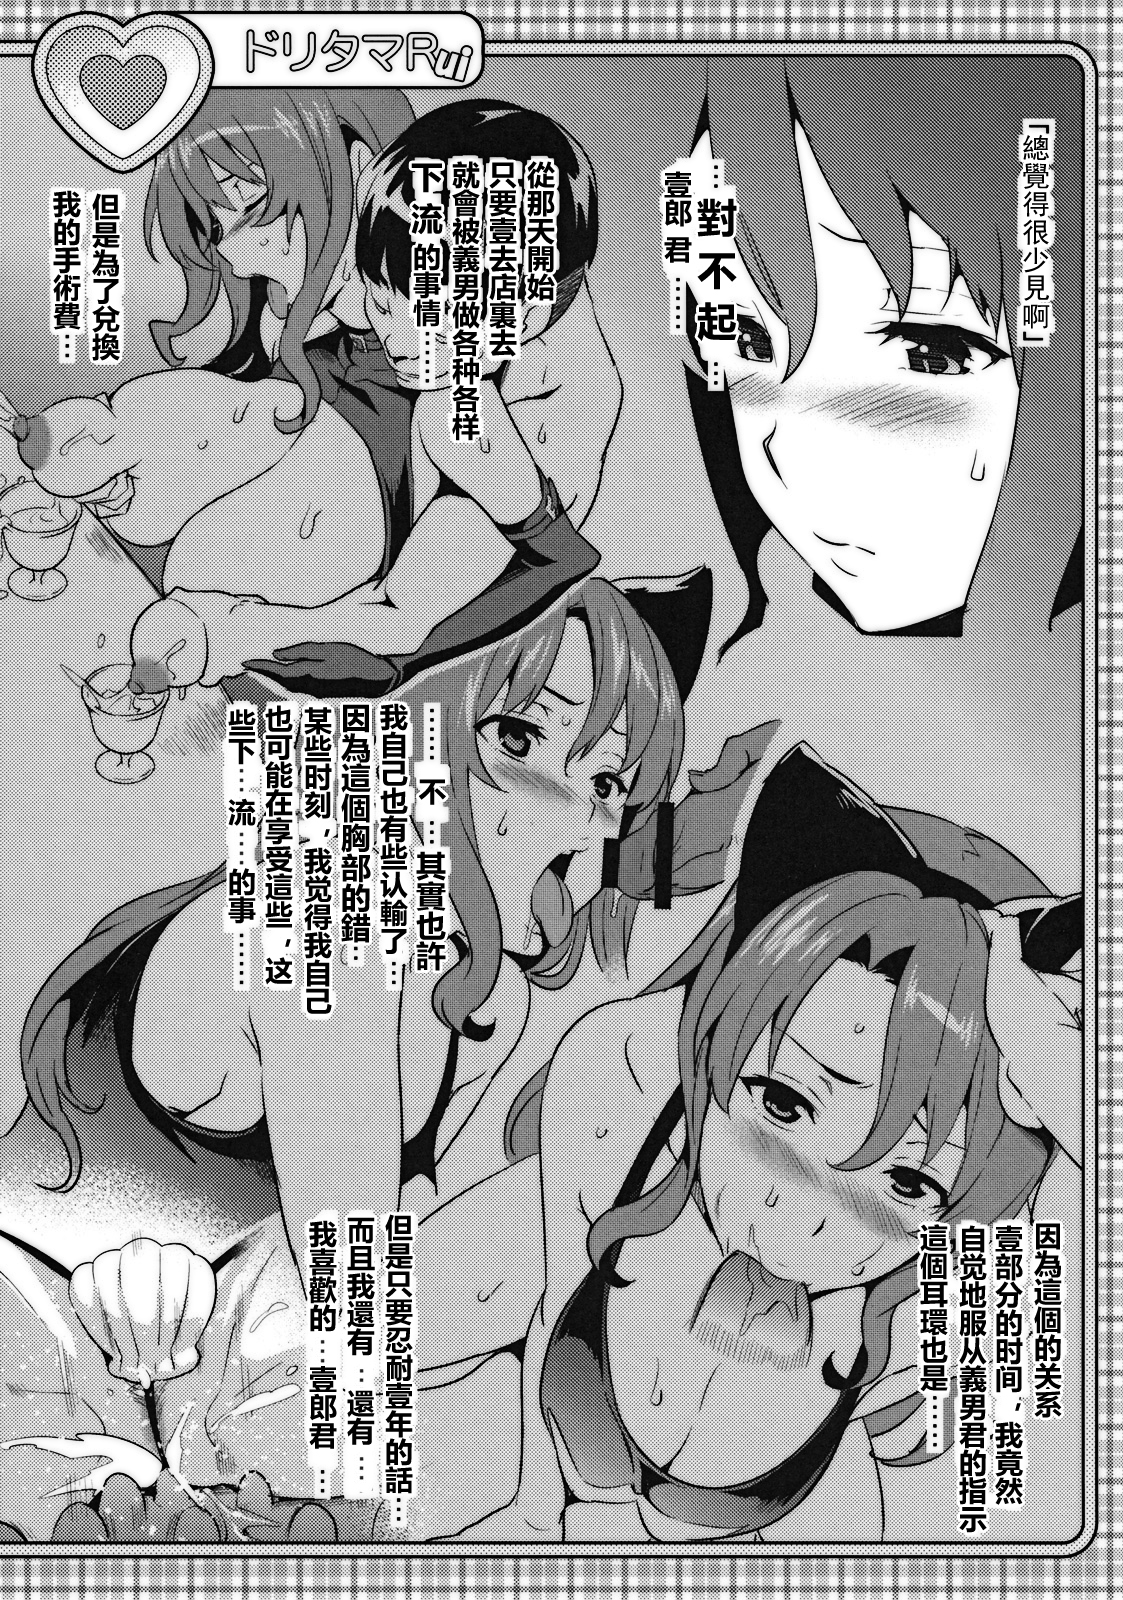 ドリタマRui
「總覺得很少見啊」
…對不起…
壹郎君……
從那天開始
只要壹去店裏去
就會被義男做各种各样
下流的事情……
但是為了兌換
我的手術費…
……不…其實也許
我自己也有些认输了…
因為這個胸部的錯…
某些时刻，我觉得我自己
也可能在享受這些，这
些下…流…的事……
因為這個的关系
壹部分的时间，我竟然
自觉地服从義男君的指示
這個耳環也是……
但是只要忍耐壹年的話…
而且我還有…還有…
我喜歡的…壹郎君…